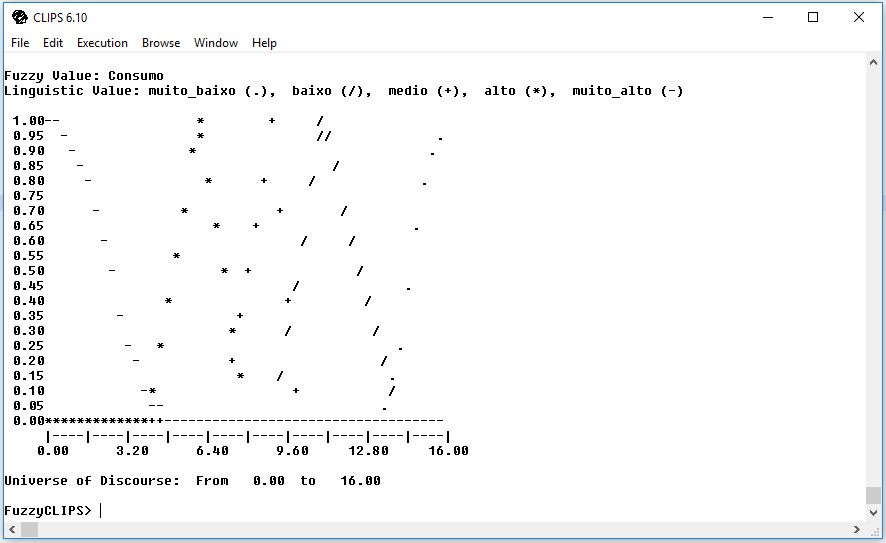 CLIPS 6.10
File Edit Execution Browse Window Help
Fuzzy Value: Consumo
Linguistic Value: muito_baixo (.),  baixo (/),  medio (+),  alto (*),  muito_alto (-)
 1.00--                 *        +     /
 0.95 -                *              //             .
 0.90  -              *                             .
 0.85   -                               /
 0.80    -              *      +     /             .
 0.75
 0.70     -          *           +       /
 0.65                    *    +                   .
 0.60      -                        /     /
 0.55               *
 0.50       -             *  +             /
 0.45                              /             .
 0.40              *              +         /
 0.35        -              +
 0.30                      *      /          /
 0.25         -   *                             .
 0.20          -           +                  /
 0.15                       *    /             .
 0.10           -*                 +           /
 0.05            --                           .
 0.00*************++-----------------------------------
    |----|----|----|----|----|----|----|----|----|----|
   0.00      3.20      6.40      9.60      12.80     16.00
Universe of Discourse:  From   0.00  to   16.00
FuzzyCLIPS>